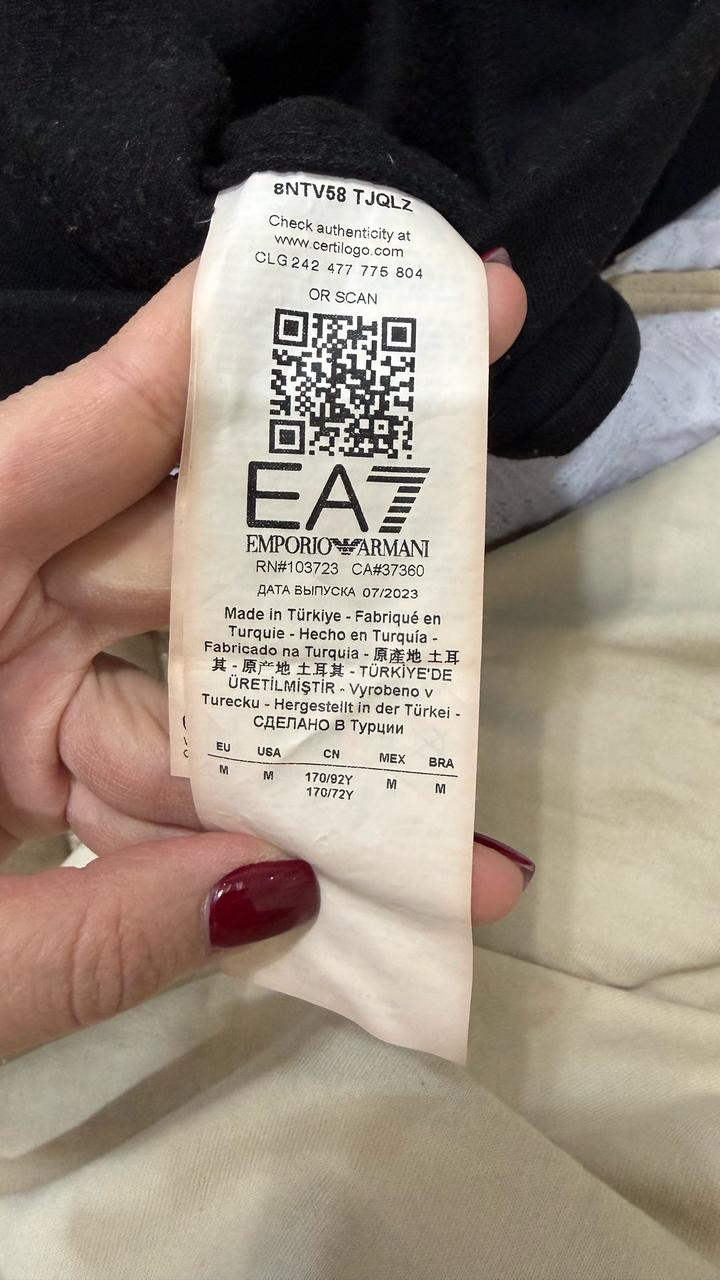 8NTV58 TJQLZ
Check authenticity at
www.certilogo.com
CLG 242 477 775 804
OR SCAN
EA7
EMPORIO ARMANI
RN#103723 CA#37360
ДАТА ВЫПУСКА 07/2023
Made in Türkiye - Fabriqué en
Turquie - Hecho en Turquía -
Fabricado na Turquia - 原產地 土耳
其 - 原产地 土耳其 - TÜRKİYE'DE
ÜRETİLMİŞTİR - Vyrobeno v
Turecku - Hergestellt in der Türkei -
СДЕЛАНО В Турции
EU USA CN MEX BRA
M M 170/92Y M M
170/72Y